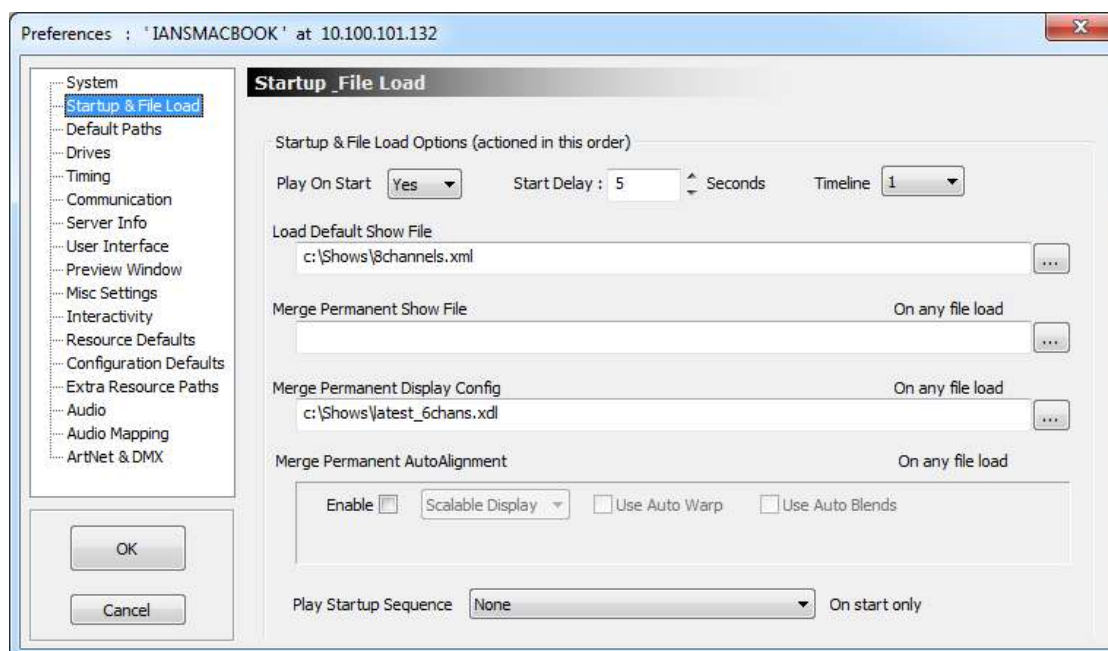 Preferences : 'IANSMACBOOK' at 10.100.101.132
System
Startup & File Load
Default Paths
Drives
Timing
Communication
Server Info
User Interface
Preview Window
Misc Settings
Interactivity
Resource Defaults
Configuration Defaults
Extra Resource Paths
Audio
Audio Mapping
ArtNet & DMX
OK
Cancel
Startup _File Load
Startup & File Load Options (actioned in this order)
Play On Start Yes Start Delay : 5 Seconds Timeline 1
Load Default Show File
c:\Shows\8channels.xml ...
Merge Permanent Show File On any file load
...
Merge Permanent Display Config On any file load
c:\Shows\latest_6chans.xdl ...
Merge Permanent AutoAlignment On any file load
Enable Scalable Display Use Auto Warp Use Auto Blends
Play Startup Sequence None On start only